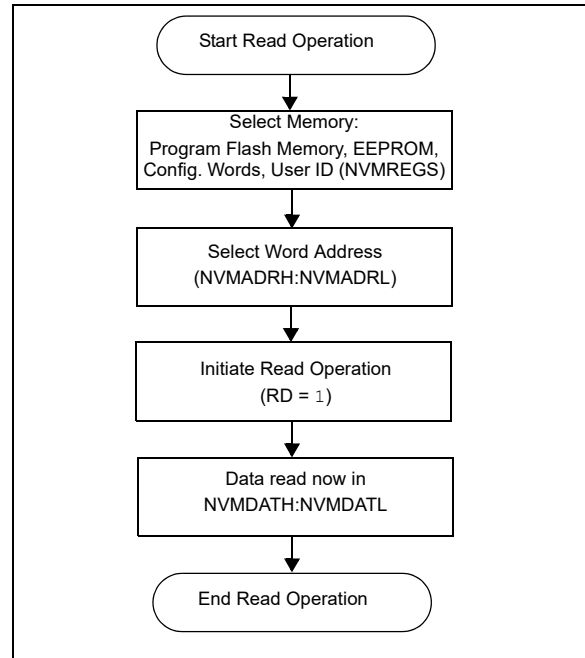 Start Read Operation
Select Memory:
Program Flash Memory, EEPROM,
Config. Words, User ID (NVMREGS)
Select Word Address
(NVMADRH:NVMADRL)
Initiate Read Operation
(RD = 1)
Data read now in
NVMDATH:NVMDATL
End Read Operation